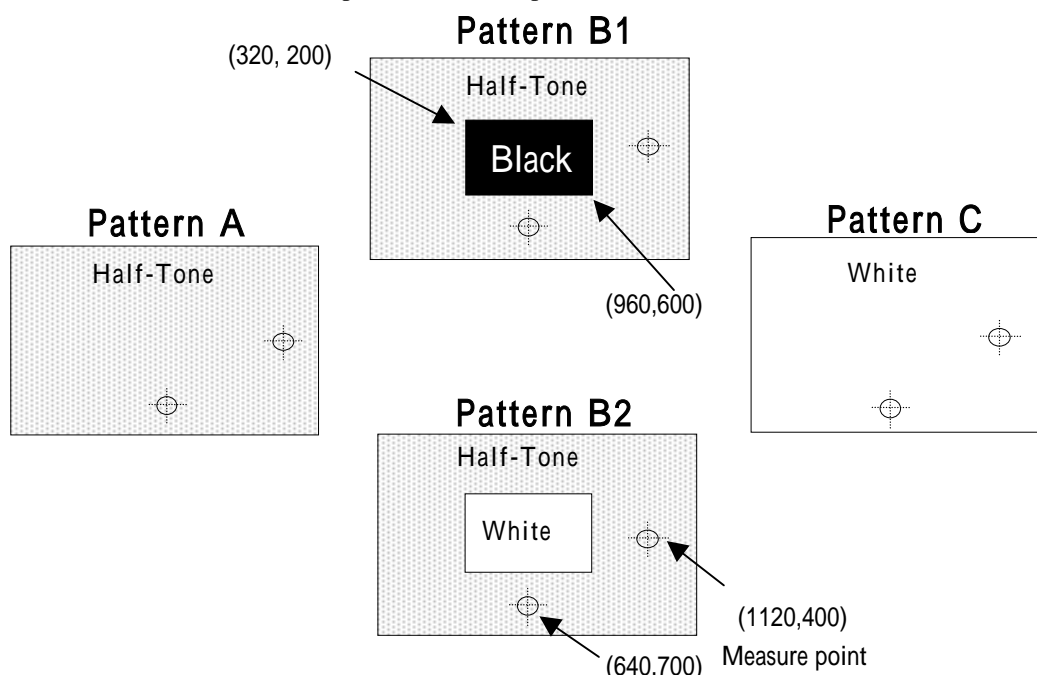 Pattern B1
(320, 200)
Half-Tone
Black
Pattern A
Half-Tone
Pattern C
White
(960,600)
Pattern B2
Half-Tone
White
(1120,400)
Measure point
(640,700)